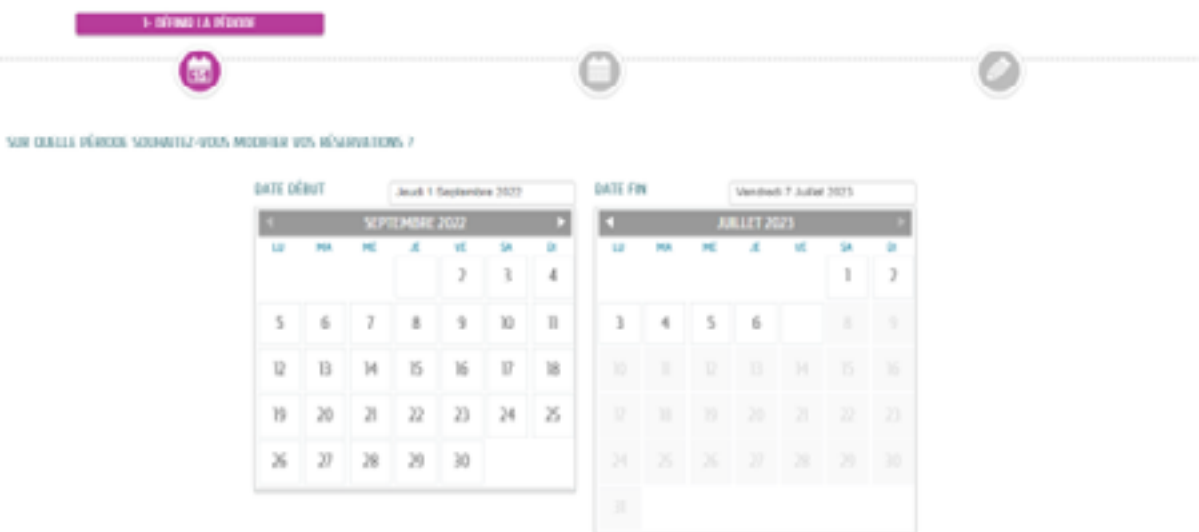 1- DÉFINIR LA PÉRIODE
SUR QUELLE PÉRIODE SOUHAITEZ-VOUS MODIFIER VOS RÉSERVATIONS ?
DATE DÉBUT
Jeudi 1 Septembre 2022
SEPTEMBRE 2022
LU MA ME JE VE SA DI
2 3 4
5 6 7 8 9 10 11
12 13 14 15 16 17 18
19 20 21 22 23 24 25
26 27 28 29 30
DATE FIN
Vendredi 7 Juillet 2023
JUILLET 2023
LU MA ME JE VE SA DI
1 2
3 4 5 6 8 9
10 11 12 13 14 15 16
17 18 19 20 21 22 23
24 25 26 27 28 29 30
31